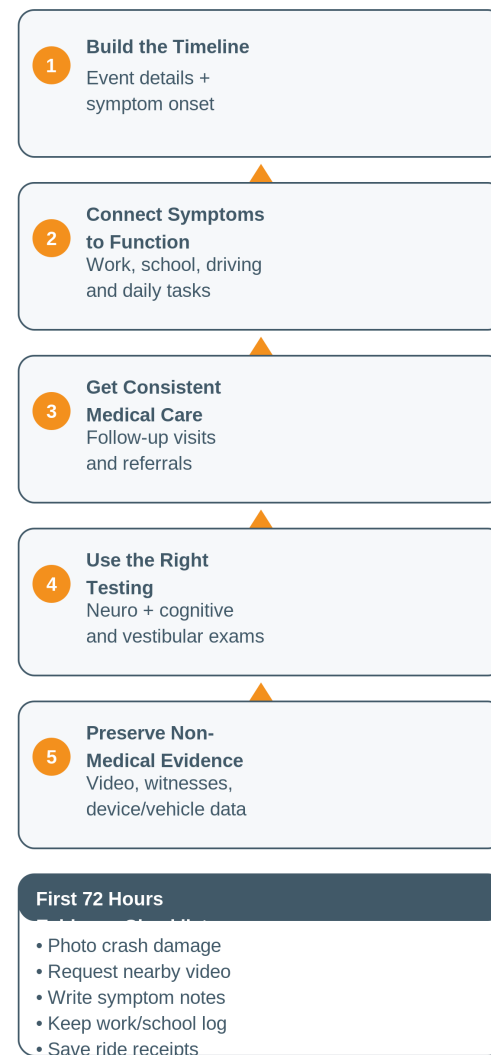 Build the Timeline
1
Event details +
symptom onset
Connect Symptoms
2
to Function
Work, school, driving
and daily tasks
Get Consistent
3
Medical Care
Follow-up visits
and referrals
Use the Right
4
Testing
Neuro + cognitive
and vestibular exams
Preserve Non-
5
Medical Evidence
Video, witnesses,
device/vehicle data
First 72 Hours
• Photo crash damage
• Request nearby video
• Write symptom notes
• Keep work/school log
• Save ride receipts